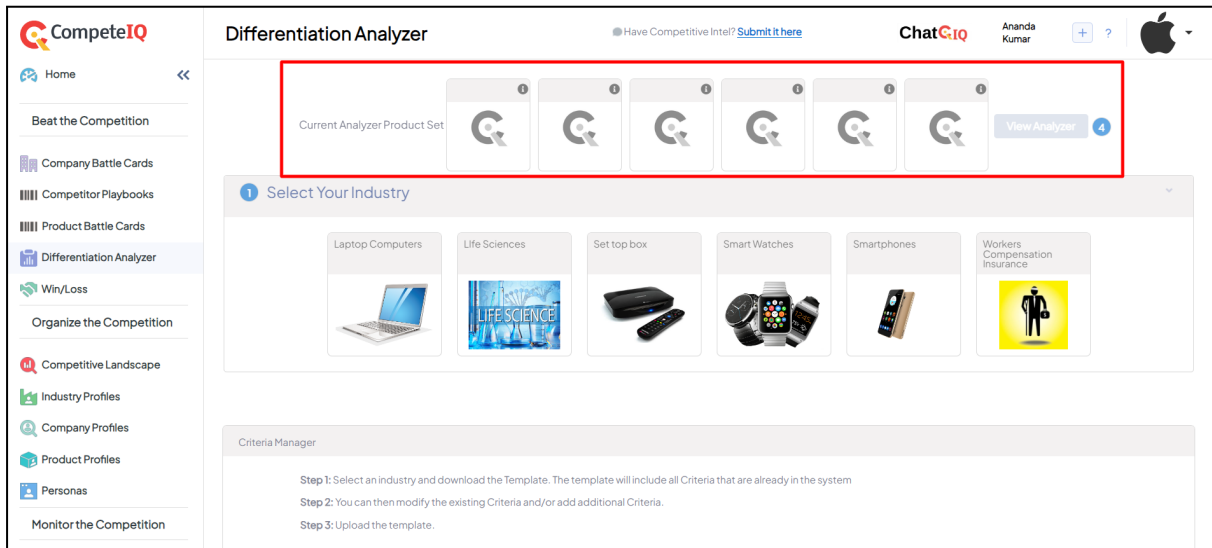 CompeteIQ
Differentiation Analyzer
Have Competitive Intel? Submit it here
ChatCIQ
Ananda
Kumar
+
?
Home
Beat the Competition
Company Battle Cards
Competitor Playbooks
Product Battle Cards
Differentiation Analyzer
Win/Loss
Organize the Competition
Competitive Landscape
Industry Profiles
Company Profiles
Product Profiles
Personas
Monitor the Competition
Current Analyzer Product Set
View Analyzer
4
1 Select Your Industry
Laptop Computers
LIfe Sciences
Set top box
Smart Watches
Smartphones
Workers
Compensation
Insurance
LIFE SCIENCE
Criteria Manager
Step 1: Select an industry and download the Template. The template will include all Criteria that are already in the system
Step 2: You can then modify the existing Criteria and/or add additional Criteria.
Step 3: Upload the template.